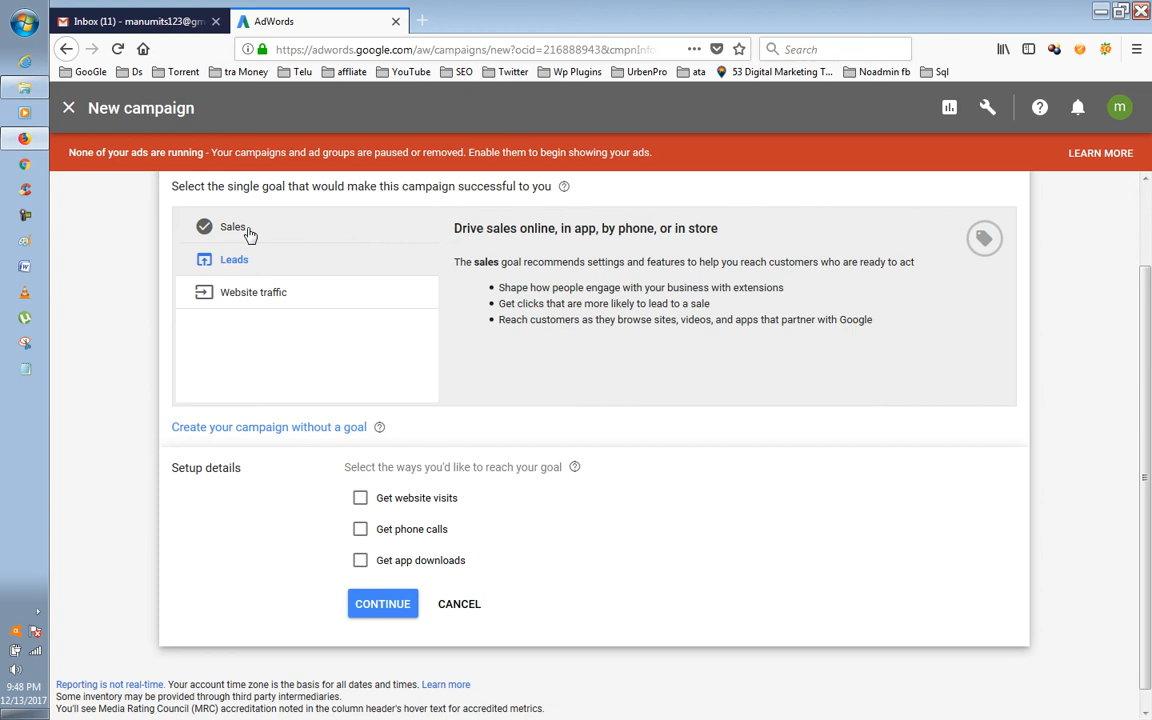 Inbox (11) - manumits123@gm
AdWords
https://adwords.google.com/aw/campaigns/new?ocid=216888943&cmpnInfo
Search
GooGle
Ds
Torrent
tra Money
Telu
affliate
YouTube
SEO
Twitter
Wp Plugins
UrbenPro
ata
53 Digital Marketing T...
Noadmin fb
Sql
New campaign
m
None of your ads are running - Your campaigns and ad groups are paused or removed. Enable them to begin showing your ads.
LEARN MORE
Select the single goal that would make this campaign successful to you
Sales
Leads
Website traffic
Drive sales online, in app, by phone, or in store
The sales goal recommends settings and features to help you reach customers who are ready to act
• Shape how people engage with your business with extensions
• Get clicks that are more likely to lead to a sale
• Reach customers as they browse sites, videos, and apps that partner with Google
Create your campaign without a goal
Setup details
Select the ways you'd like to reach your goal
Get website visits
Get phone calls
Get app downloads
CONTINUE
CANCEL
Reporting is not real-time. Your account time zone is the basis for all dates and times. Learn more
Some inventory may be provided through third party intermediaries.
You'll see Media Rating Council (MRC) accreditation noted in the column header's hover text for accredited metrics.
9:48 PM
12/13/2017